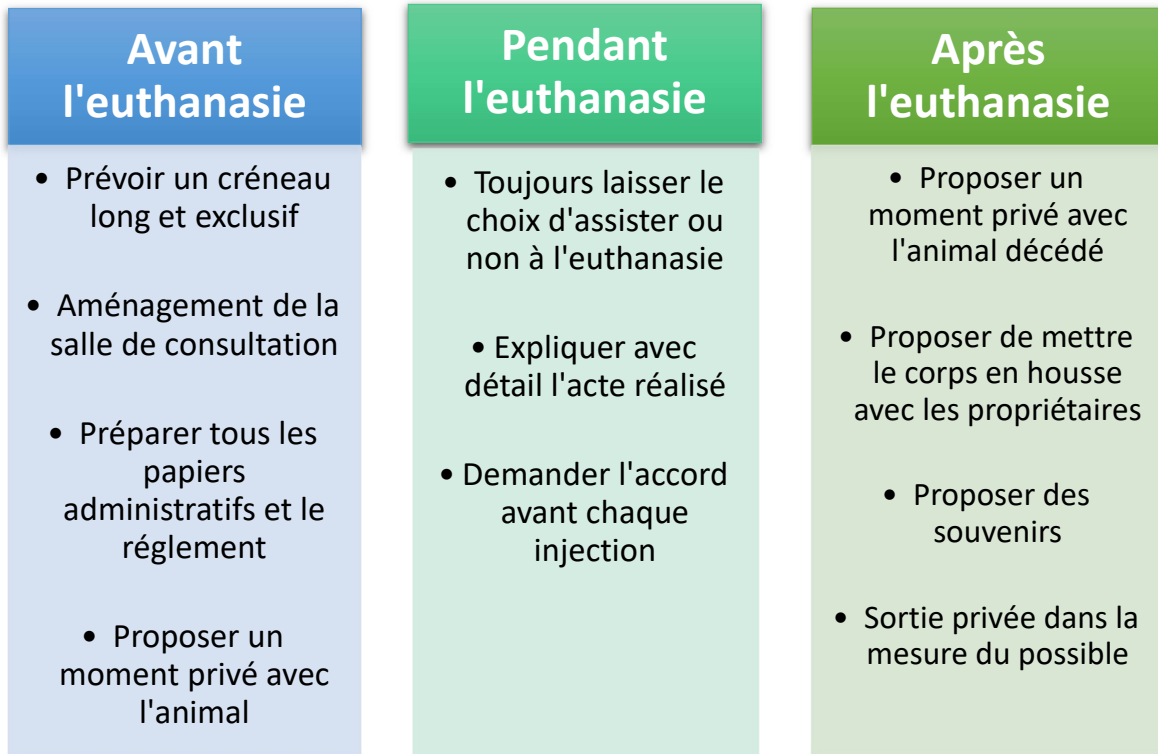 Avant
l'euthanasie
• Prévoir un créneau
long et exclusif
• Aménagement de la
salle de consultation
• Préparer tous les
papiers
administratifs et le
réglement
• Proposer un
moment privé avec
l'animal
Pendant
l'euthanasie
• Toujours laisser le
choix d'assister ou
non à l'euthanasie
• Expliquer avec
détail l'acte réalisé
• Demander l'accord
avant chaque
injection
Après
l'euthanasie
• Proposer un
moment privé avec
l'animal décédé
• Proposer de mettre
le corps en housse
avec les propriétaires
• Proposer des
souvenirs
• Sortie privée dans la
mesure du possible